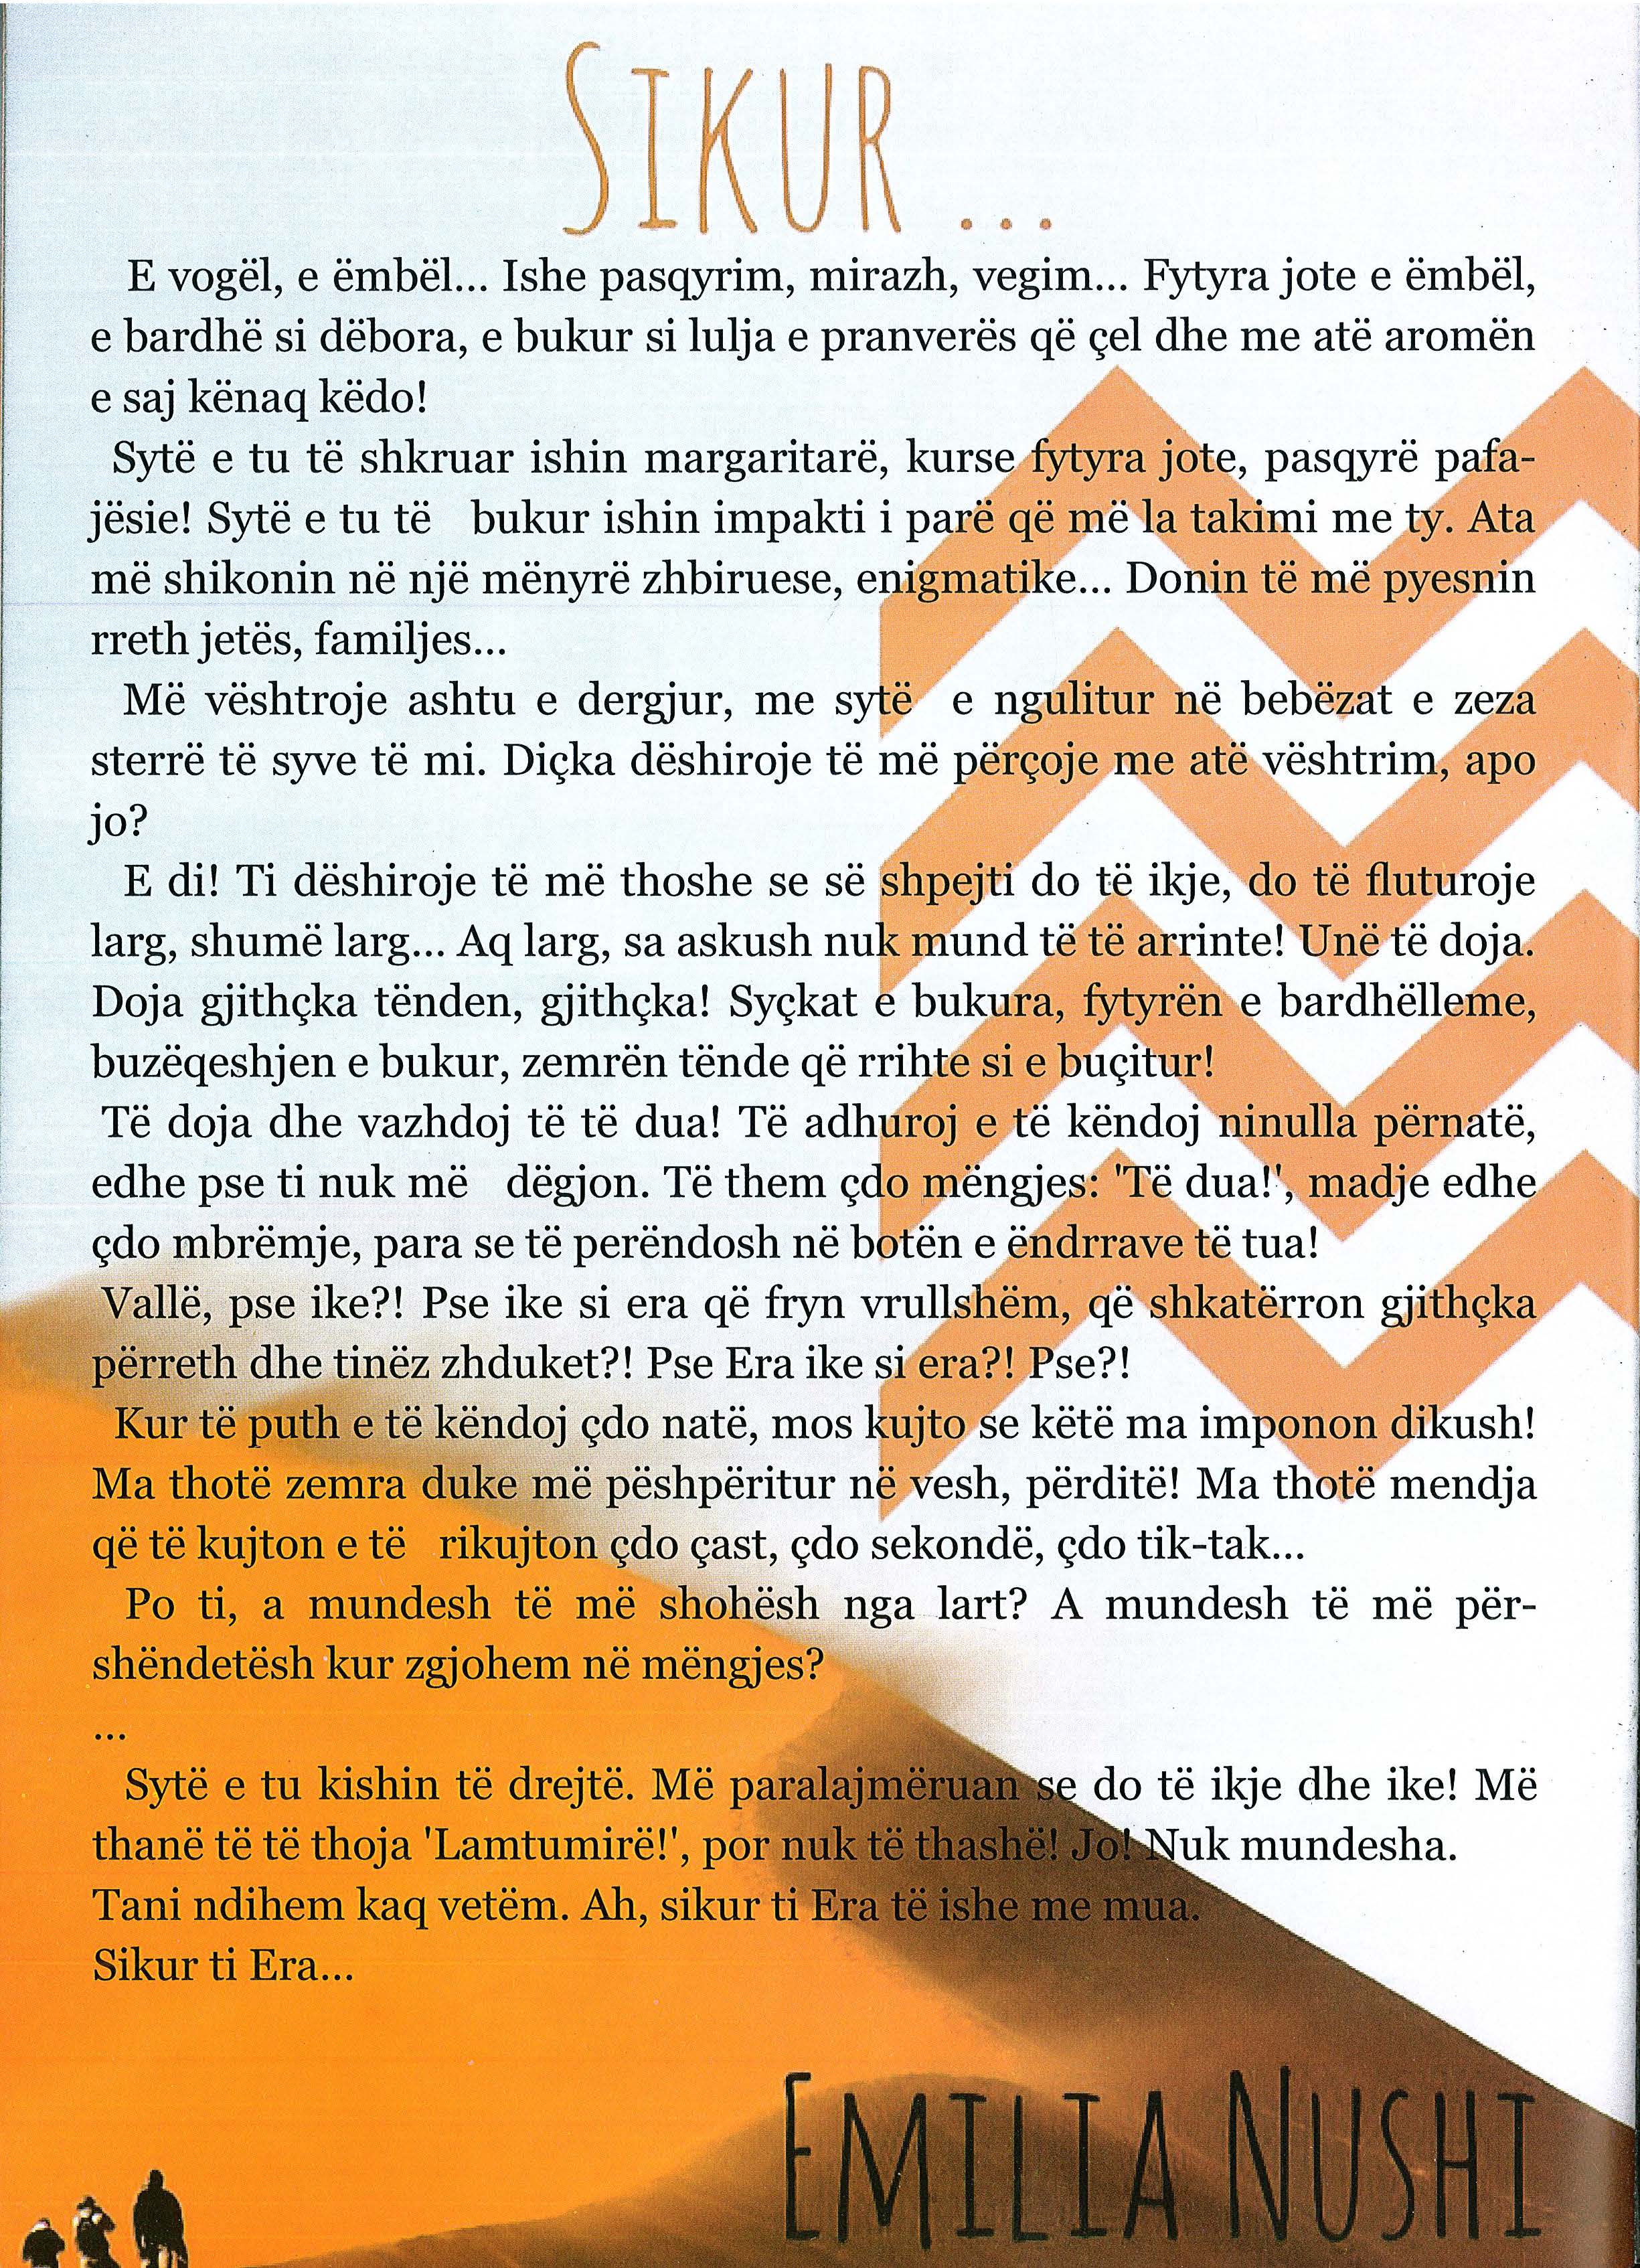 SIKUR ...
E vogël, e ëmbël... Ishe pasqyrim, mirazh, vegim... Fytyra jote e ëmbël,
e bardhë si dëbora, e bukur si lulja e pranverës që çel dhe me atë aromën
e saj kënaq këdo!
Sytë e tu të shkruar ishin margaritarë, kurse fytyra jote, pasqyrë pafa-
jësie! Sytë e tu të bukur ishin impakti i parë që më la takimi me ty. Ata
më shikonin në një mënyrë zhbiruese, enigmatike... Donin të më pyesnin
rreth jetës, familjes...
Më vështroje ashtu e dergjur, me sytë e ngulitur në bebëzat e zeza
sterrë të syve të mi. Diçka dëshiroje të më përçoje me atë vështrim, apo
jo?
E di! Ti dëshiroje të më thoshe se së shpejti do të ikje, do të fluturoje
larg, shumë larg... Aq larg, sa askush nuk mund të të arrinte! Unë të doja.
Doja gjithçka tënden, gjithçka! Syçkat e bukura, fytyrën e bardhëlleme,
buzëqeshjen e bukur, zemrën tënde që rrihte si e buçitur!
Të doja dhe vazhdoj të të dua! Të adhuroj e të këndoj ninulla përnatë,
edhe pse ti nuk më dëgjon. Të them çdo mëngjes: 'Të dua!', madje edhe
çdo mbrëmje, para se të perëndosh në botën e ëndrrave të tua!
Vallë, pse ike?! Pse ike si era që fryn vrullshëm, që shkatërron gjithçka
përreth dhe tinëz zhduket?! Pse Era ike si era?! Pse?!
Kur të puth e të këndoj çdo natë, mos kujto se këtë ma imponon dikush!
Ma thotë zemra duke më pëshpëritur në vesh, përditë! Ma thotë mendja
që të kujton e të rikujton çdo çast, çdo sekondë, çdo tik-tak...
Po ti, a mundesh të më shohësh nga lart? A mundesh të më për-
shëndetësh kur zgjohem në mëngjes?
...
Sytë e tu kishin të drejtë. Më paralajmëruan se do të ikje dhe ike! Më
thanë të të thoja 'Lamtumirë!', por nuk të thashë! Jo! Nuk mundesha.
Tani ndihem kaq vetëm. Ah, sikur ti Era të ishe me mua.
Sikur ti Era...
EMILIA NUSHI